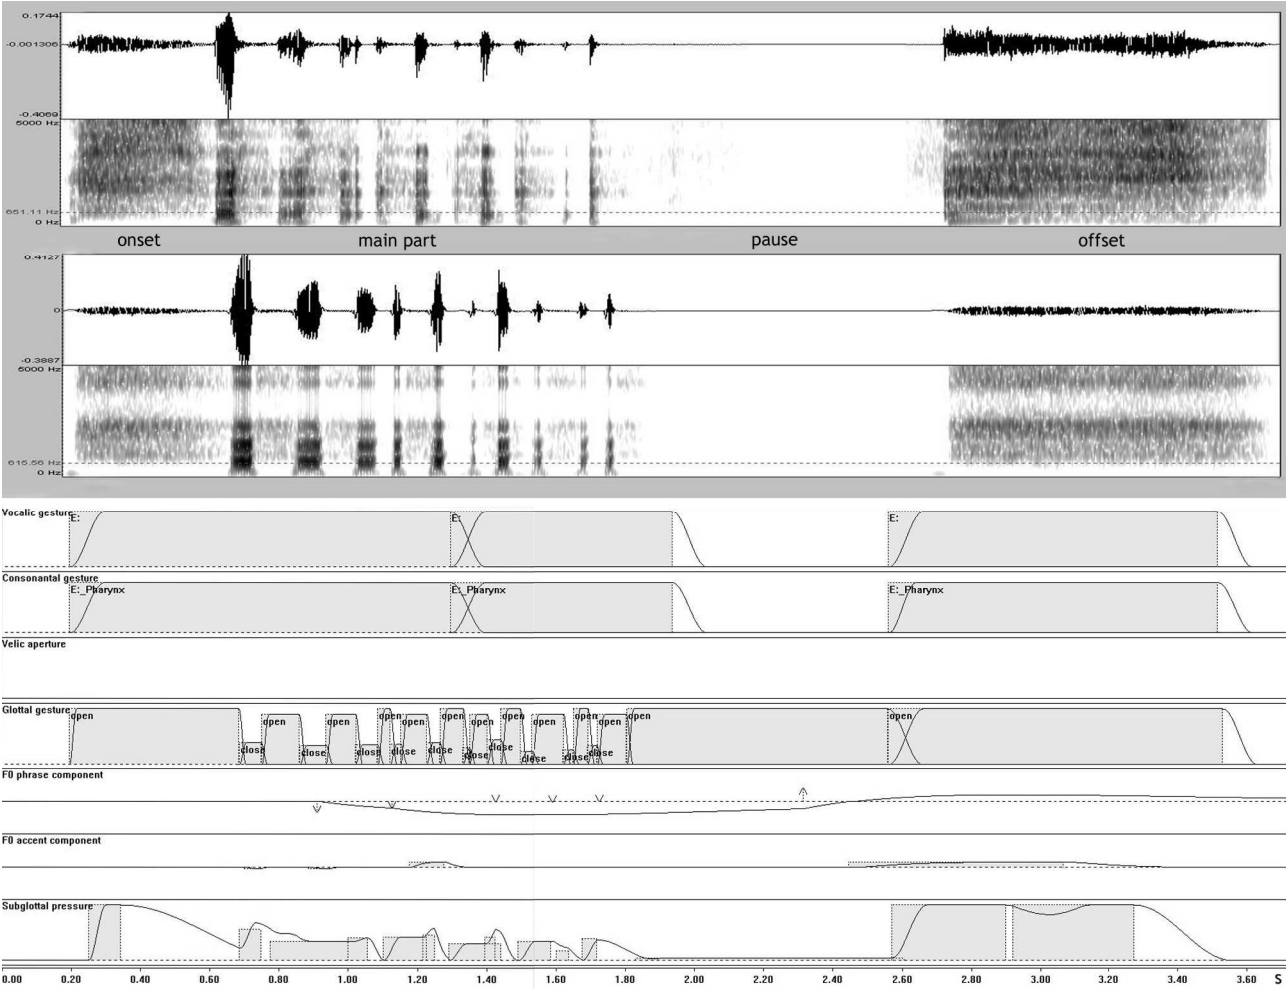 0.1744
-0.001306
-0.4069
5000 Hz
651.11 Hz
0 Hz
onset main part pause offset
0.4127
0
-0.3887
5000 Hz
615.56 Hz
0 Hz
Vocalic gesture
E: E: E:
Consonantal gesture
E:_Pharynx E:_Pharynx E:_Pharynx
Velic aperture
Glottal gesture
open open open open open open open open open open open open open
close close close close close close close close close close
F0 phrase component
F0 accent component
Subglottal pressure
0.00 0.20 0.40 0.60 0.80 1.00 1.20 1.40 1.60 1.80 2.00 2.20 2.40 2.60 2.80 3.00 3.20 3.40 3.60 S